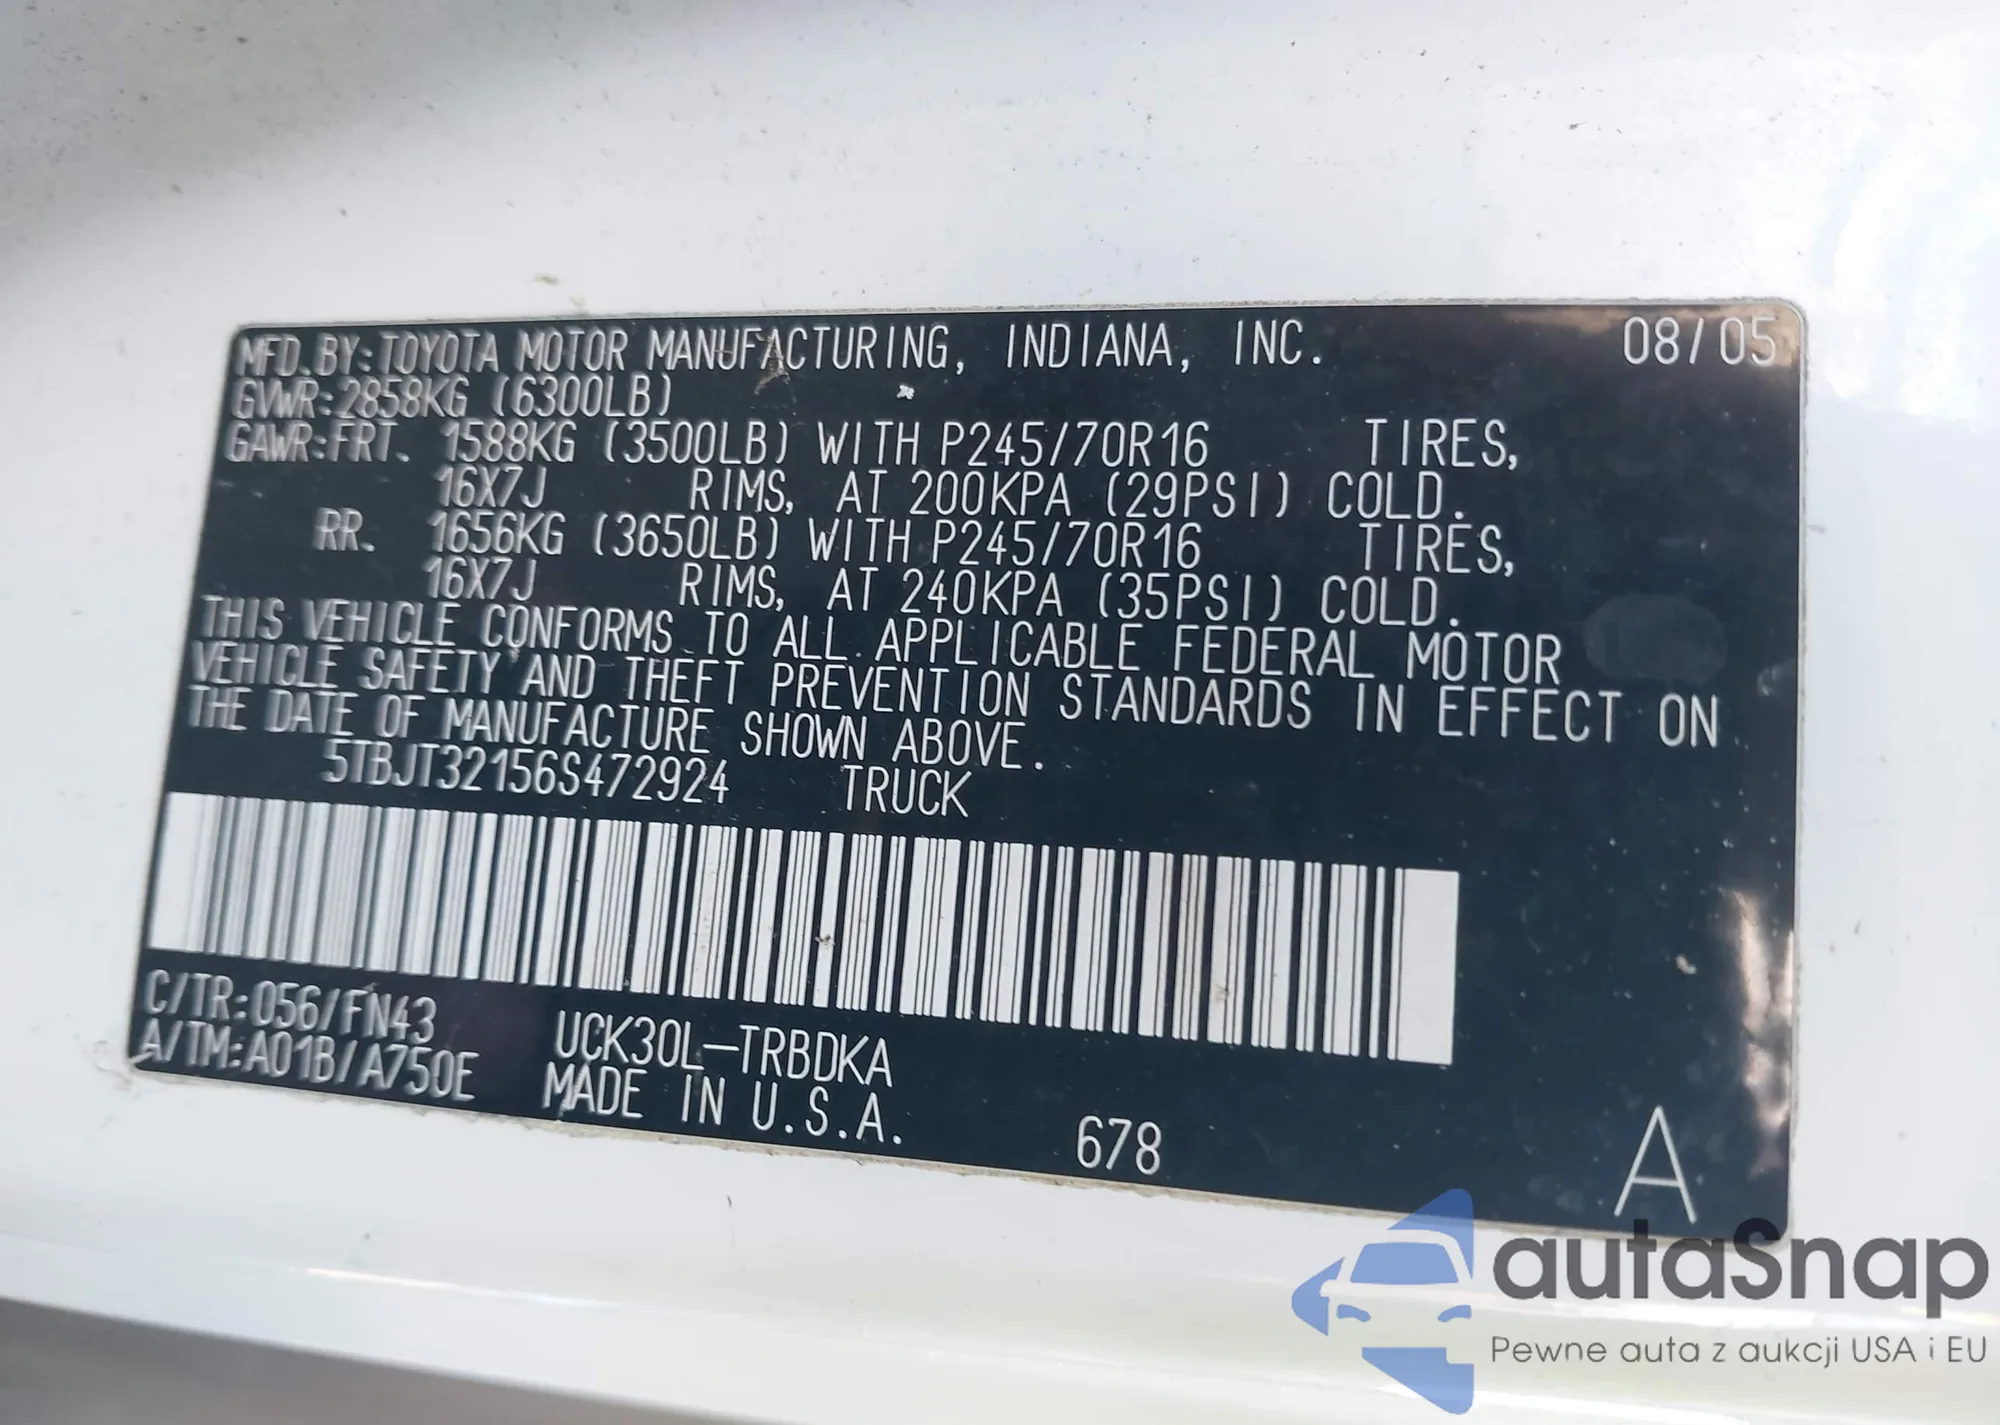 MFD.BY:TOYOTA MOTOR MANUFACTURING, INDIANA, INC. 08/05
GVWR:2858KG (6300LB)
GAWR:FRT. 1588KG (3500LB) WITH P245/70R16 TIRES,
16X7J RIMS, AT 200KPA (29PSI) COLD.
RR. 1656KG (3650LB) WITH P245/70R16 TIRES,
16X7J RIMS, AT 240KPA (35PSI) COLD.
THIS VEHICLE CONFORMS TO ALL APPLICABLE FEDERAL MOTOR
VEHICLE SAFETY AND THEFT PREVENTION STANDARDS IN EFFECT ON
THE DATE OF MANUFACTURE SHOWN ABOVE.
5TBJT32156S472924 TRUCK
C/TR:056/FN43 UCK30L-TRBDKA
A/TM:A01B/A750E MADE IN U.S.A. 678 A
autaSnap
Pewne auta z aukcji USA i EU